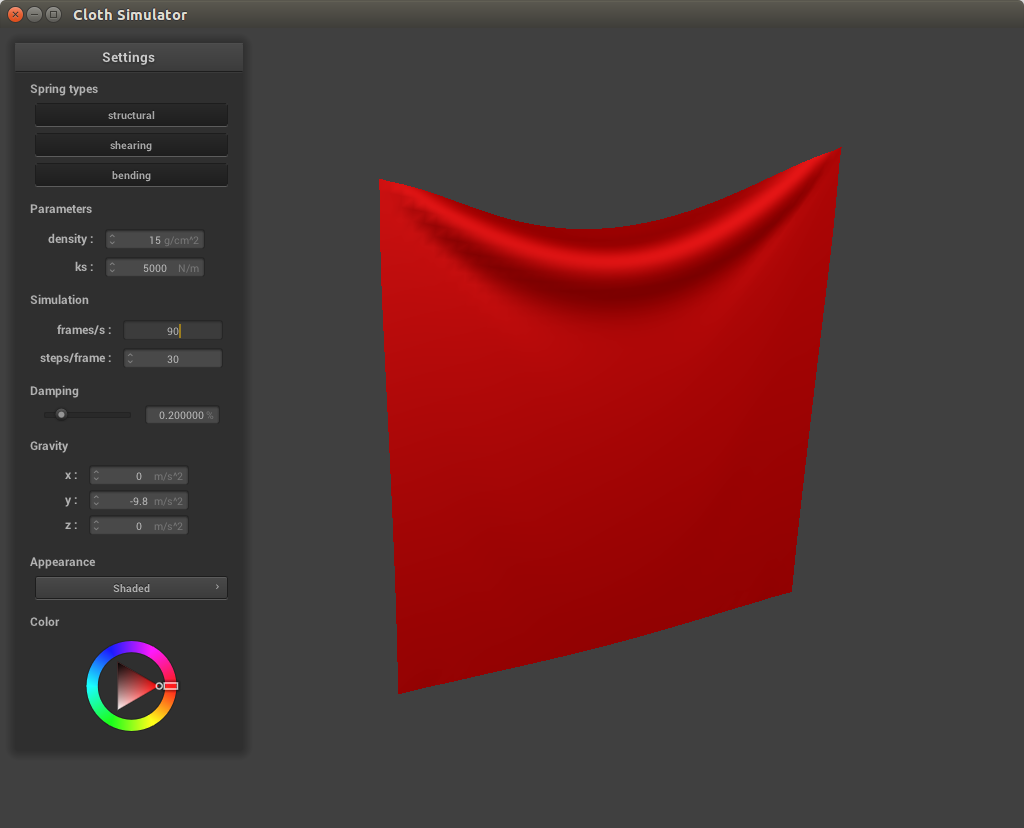 Cloth Simulator
Settings
Spring types
structural
shearing
bending
Parameters
density : 15 g/cm^2
ks : 5000 N/m
Simulation
frames/s : 90
steps/frame : 30
Damping
0.200000 %
Gravity
x : 0 m/s^2
y : -9.8 m/s^2
z : 0 m/s^2
Appearance
Shaded
Color